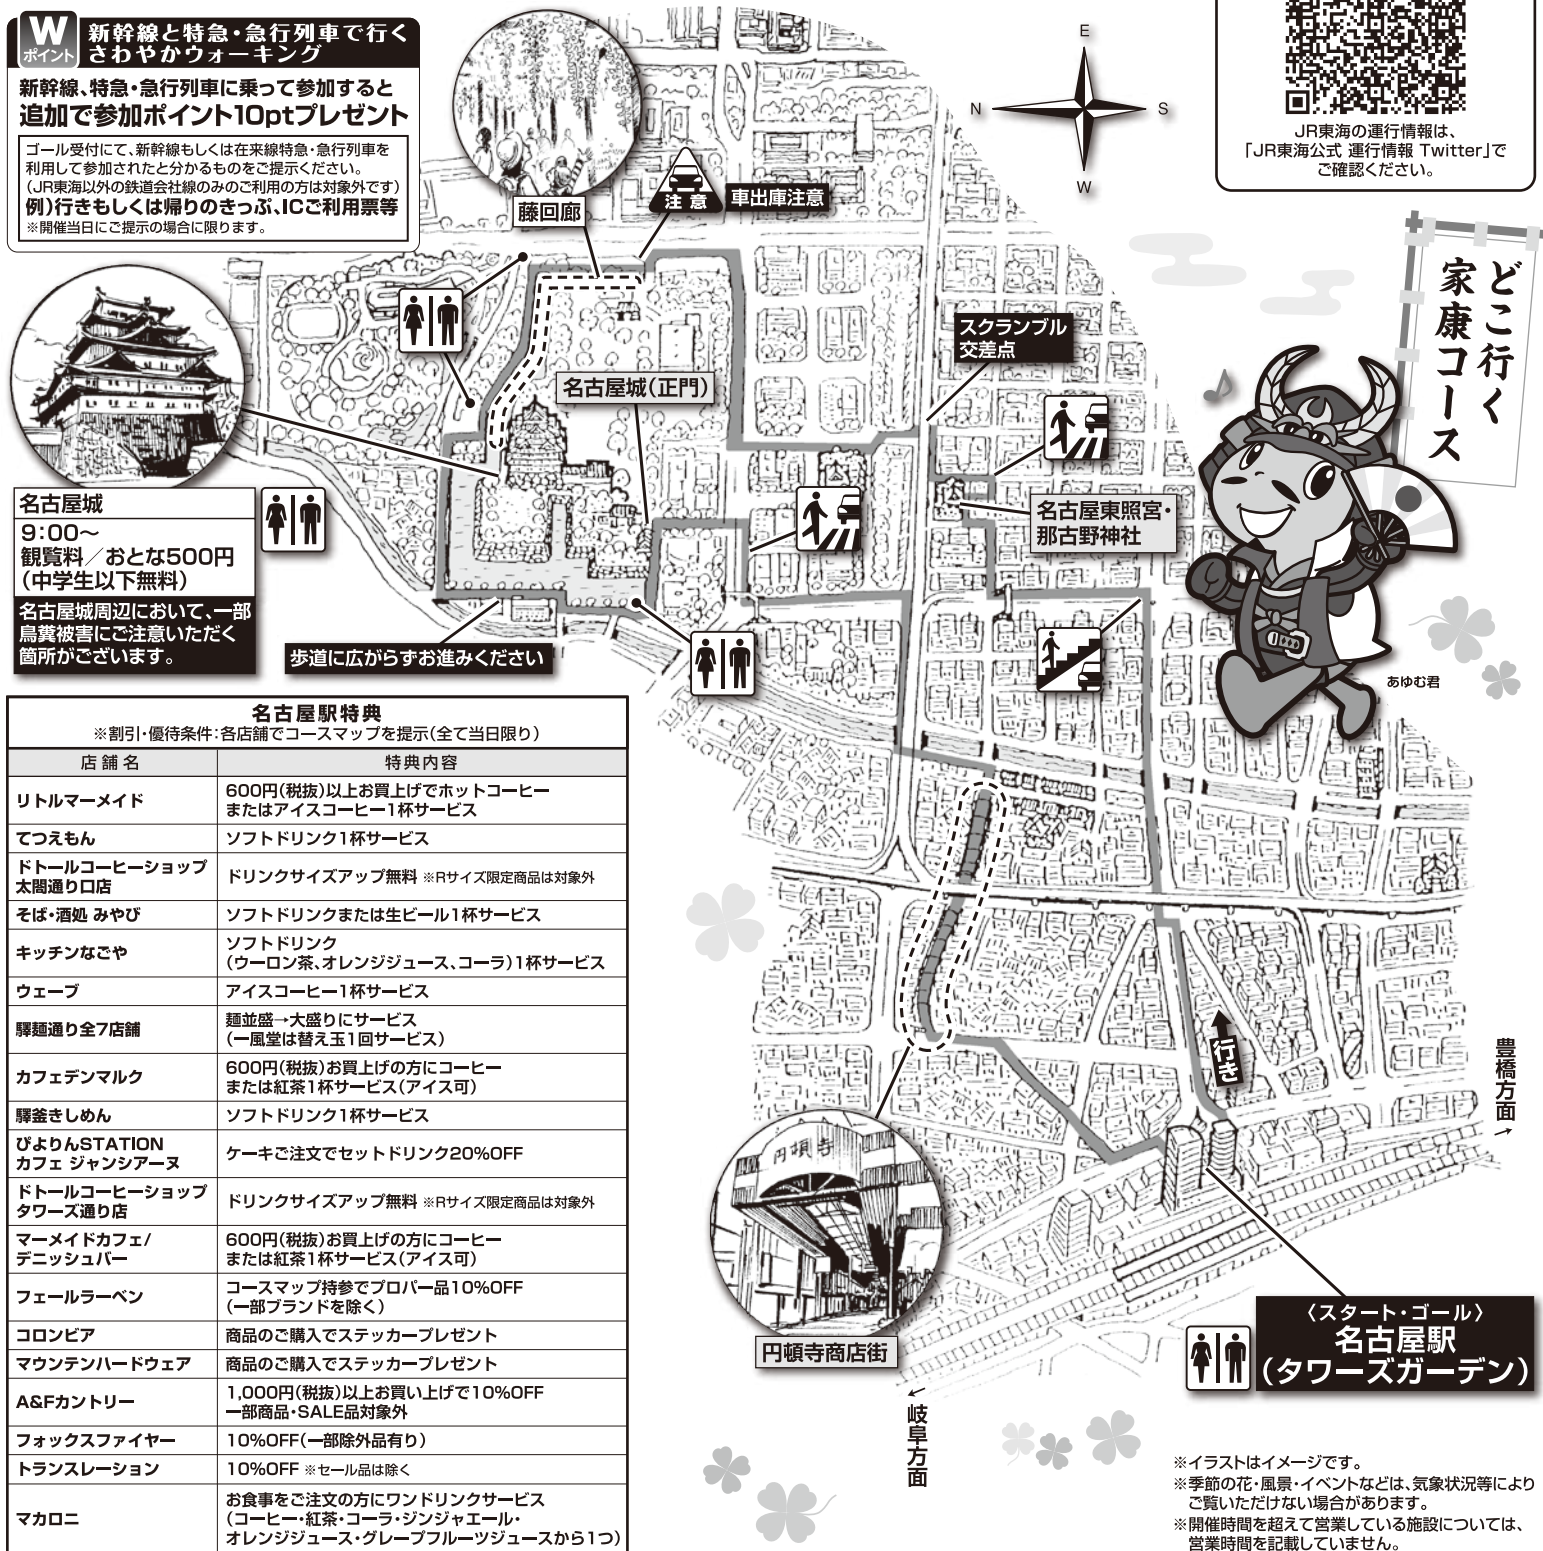 W
ポイント
新幹線と特急・急行列車で行く
さわやかウォーキング
新幹線、特急・急行列車に乗って参加すると
追加で参加ポイント10ptプレゼント
ゴール受付にて、新幹線もしくは在来線特急・急行列車を
利用して参加されたと分かるものをご提示ください。
(JR東海以外の鉄道会社線のみのご利用の方は対象外です)
例)行きもしくは帰りのきっぷ、ICご利用票等
※開催当日にご提示の場合に限ります。
E
N
S
W
JR東海の運行情報は、
「JR東海公式 運行情報 Twitter」で
ご確認ください。
どこ行く
家康コース
あゆむ君
藤回廊
注意
車出庫注意
スクランブル
交差点
名古屋城(正門)
名古屋東照宮・
那古野神社
名古屋城
9:00～
観覧料／おとな500円
(中学生以下無料)
名古屋城周辺において、一部
鳥糞被害にご注意いただく
箇所がございます。
歩道に広がらずお進みください
名古屋駅特典
※割引・優待条件:各店舗でコースマップを提示(全て当日限り)
店舗名 特典内容
リトルマーメイド 600円(税抜)以上お買上げでホットコーヒー
またはアイスコーヒー1杯サービス
てつえもん ソフトドリンク1杯サービス
ドトールコーヒーショップ
太閤通り口店 ドリンクサイズアップ無料 ※Rサイズ限定商品は対象外
そば・酒処 みやび ソフトドリンクまたは生ビール1杯サービス
キッチンなごや ソフトドリンク
(ウーロン茶、オレンジジュース、コーラ)1杯サービス
ウェーブ アイスコーヒー1杯サービス
驛麺通り全7店舗 麺並盛→大盛りにサービス
(一風堂は替え玉1回サービス)
カフェデンマルク 600円(税抜)お買上げの方にコーヒー
または紅茶1杯サービス(アイス可)
驛釜きしめん ソフトドリンク1杯サービス
ぴよりんSTATION
カフェ ジャンシアーヌ ケーキご注文でセットドリンク20%OFF
ドトールコーヒーショップ
タワーズ通り店 ドリンクサイズアップ無料 ※Rサイズ限定商品は対象外
マーメイドカフェ/
デニッシュバー 600円(税抜)お買上げの方にコーヒー
または紅茶1杯サービス(アイス可)
フェールラーベン コースマップ持参でプロパー品10%OFF
(一部ブランドを除く)
コロンビア 商品のご購入でステッカープレゼント
マウンテンハードウェア 商品のご購入でステッカープレゼント
A&Fカントリー 1,000円(税抜)以上お買い上げで10%OFF
一部商品・SALE品対象外
フォックスファイヤー 10%OFF(一部除外品有り)
トランスレーション 10%OFF ※セール品は除く
マカロニ お食事をご注文の方にワンドリンクサービス
(コーヒー・紅茶・コーラ・ジンジャエール・
オレンジジュース・グレープフルーツジュースから1つ)
行き
豊橋方面
→
円頓寺
円頓寺商店街
←
岐阜方面
〈スタート・ゴール〉
名古屋駅
(タワーズガーデン)
※イラストはイメージです。
※季節の花・風景・イベントなどは、気象状況等により
ご覧いただけない場合があります。
※開催時間を超えて営業している施設については、
営業時間を記載していません。